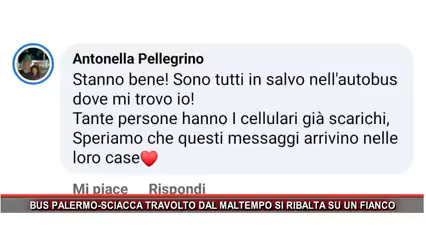 Antonella Pellegrino
Stanno bene! Sono tutti in salvo nell'autobus
dove mi trovo io!
Tante persone hanno I cellulari già scarichi,
Speriamo che questi messaggi arrivino nelle
loro case❤️
Mi piace Rispondi
BUS PALERMO-SCIACCA TRAVOLTO DAL MALTEMPO SI RIBALTA SU UN FIANCO